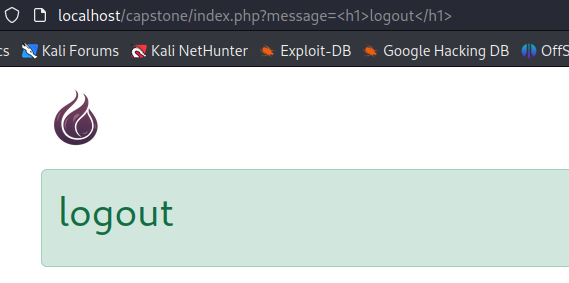 localhost/capstone/index.php?message=<h1>logout</h1>
cs Kali Forums Kali NetHunter Exploit-DB Google Hacking DB OffS
logout